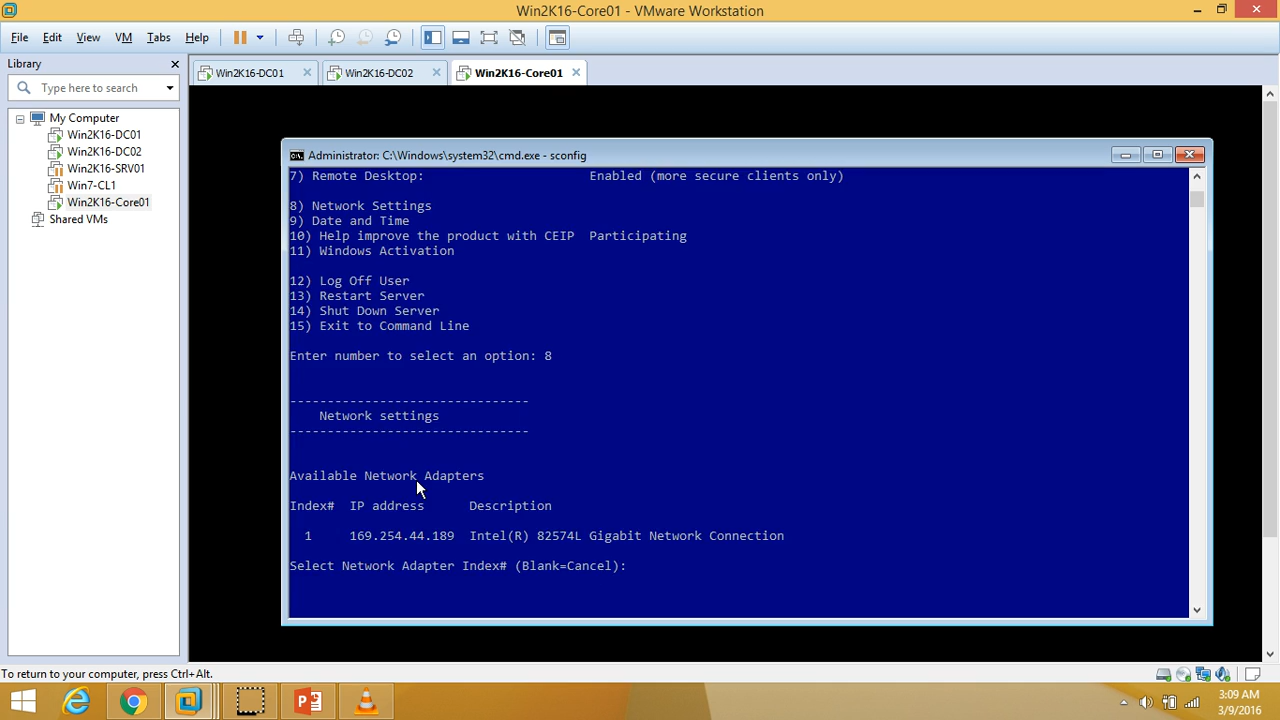 Win2K16-Core01 - VMware Workstation
File Edit View VM Tabs Help
Library
Type here to search
My Computer
Win2K16-DC01
Win2K16-DC02
Win2K16-SRV01
Win7-CL1
Win2K16-Core01
Shared VMs
Win2K16-DC01 Win2K16-DC02 Win2K16-Core01
Administrator: C:\Windows\system32\cmd.exe - sconfig
7) Remote Desktop: Enabled (more secure clients only)
8) Network Settings
9) Date and Time
10) Help improve the product with CEIP Participating
11) Windows Activation
12) Log Off User
13) Restart Server
14) Shut Down Server
15) Exit to Command Line
Enter number to select an option: 8
--------------------------------
Network settings
--------------------------------
Available Network Adapters
Index# IP address Description
1 169.254.44.189 Intel(R) 82574L Gigabit Network Connection
Select Network Adapter Index# (Blank=Cancel):
To return to your computer, press Ctrl+Alt.
3:09 AM
3/9/2016